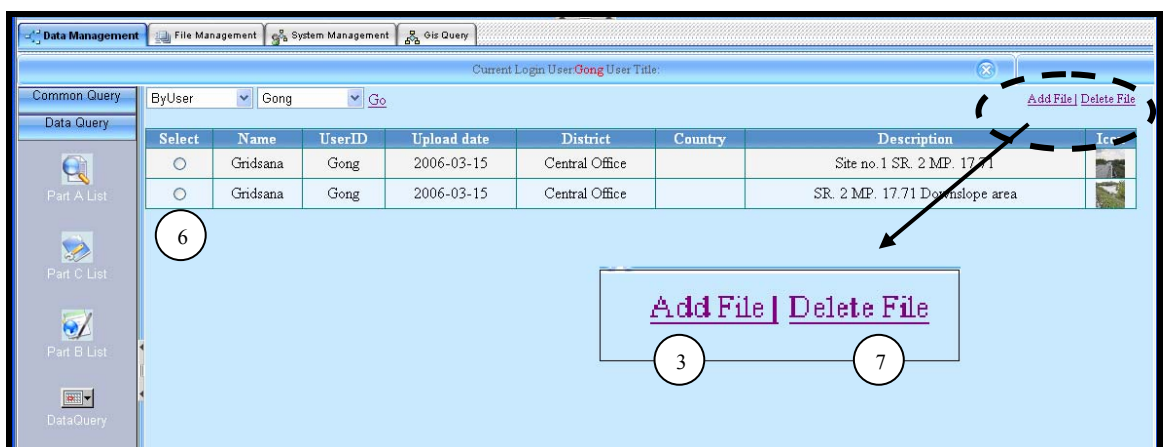 Data Management File Management System Management Gis Query
Current Login User:Gong User Title:
Common Query ByUser Gong Go Add File | Delete File
Data Query
Select Name UserID Upload date District Country Description
Gridsana Gong 2006-03-15 Central Office Site no.1 SR. 2 MP. 17.71
Part A List Gridsana Gong 2006-03-15 Central Office SR. 2 MP. 17.71 Downslope area
6
Part C List
Add File | Delete File
3 7
Part B List
DataQuery